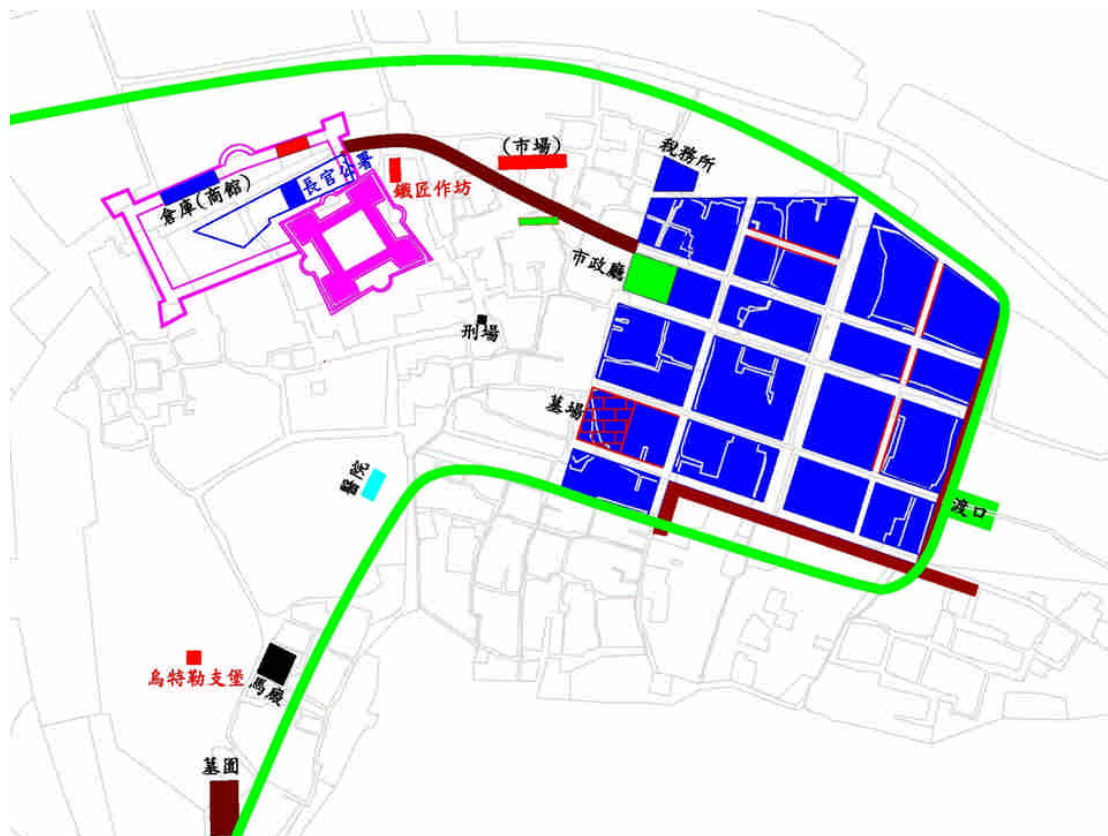 (市場)
稅務所
長官公署
鐵匠作坊
倉庫(商館)
市政廳
刑場
墓場
醫院
渡口
烏特勒支堡
馬廄
墓園